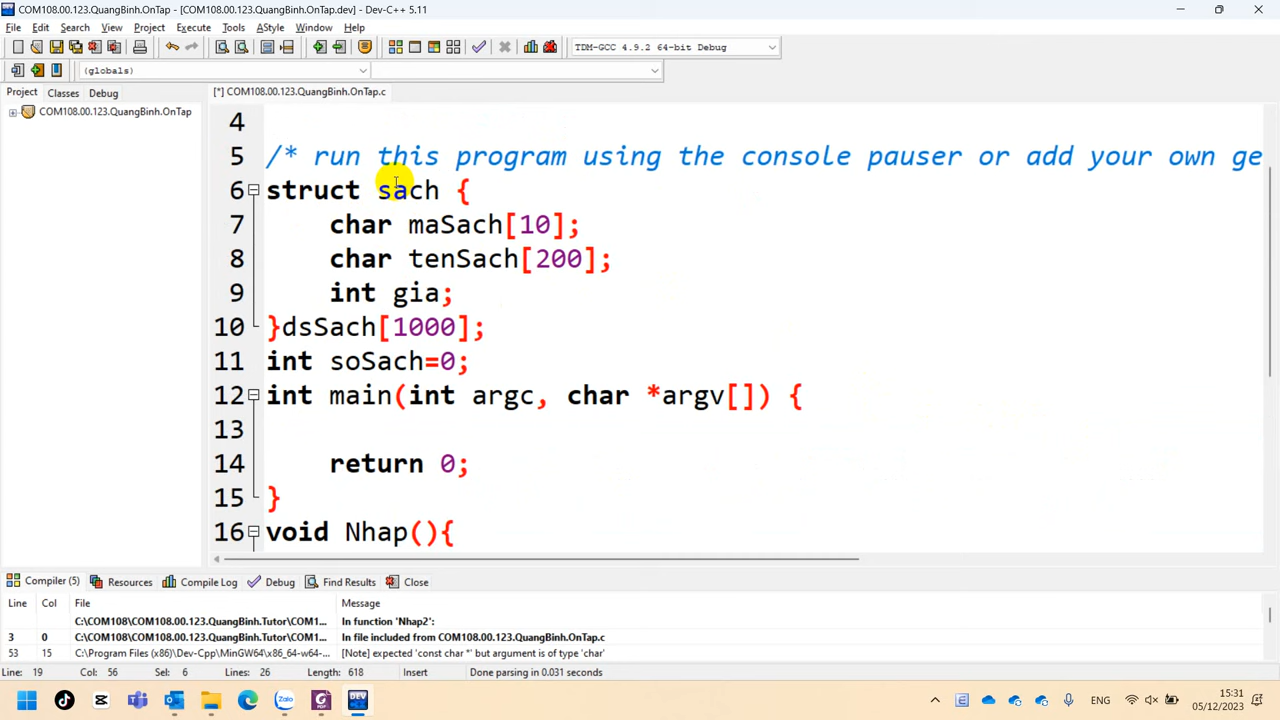 COM108.00.123.QuangBinh.OnTap - [COM108.00.123.QuangBinh.OnTap.dev] - Dev-C++ 5.11
File Edit Search View Project Execute Tools AStyle Window Help
TDM-GCC 4.9.2 64-bit Debug
(globals)
Project Classes Debug
[*] COM108.00.123.QuangBinh.OnTap.c
COM108.00.123.QuangBinh.OnTap
4
5 /* run this program using the console pauser or add your own ge
6 struct sach {
7 char maSach[10];
8 char tenSach[200];
9 int gia;
10 }dsSach[1000];
11 int soSach=0;
12 int main(int argc, char *argv[]) {
13
14 return 0;
15 }
16 void Nhap(){
Compiler (5) Resources Compile Log Debug Find Results Close
Line Col File Message
C:\COM108\COM108.00.123.QuangBinh.Tutor\COM1... In function 'Nhap2':
3 0 C:\COM108\COM108.00.123.QuangBinh.Tutor\COM1... In file included from COM108.00.123.QuangBinh.OnTap.c
53 15 C:\Program Files (x86)\Dev-Cpp\MinGW64\x86_64-w64-... [Note] expected 'const char *' but argument is of type 'char'
Line: 19 Col: 56 Sel: 6 Lines: 26 Length: 618 Insert Done parsing in 0.031 seconds
ENG
15:31
05/12/2023